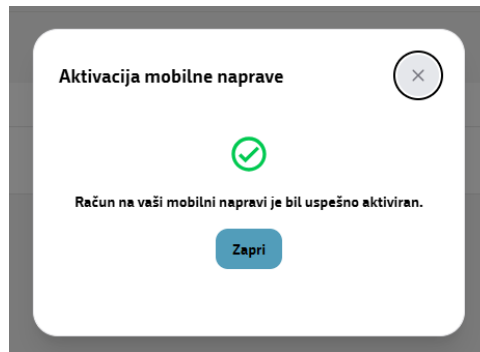 Aktivacija mobilne naprave
Račun na vaši mobilni napravi je bil uspešno aktiviran.
Zapri